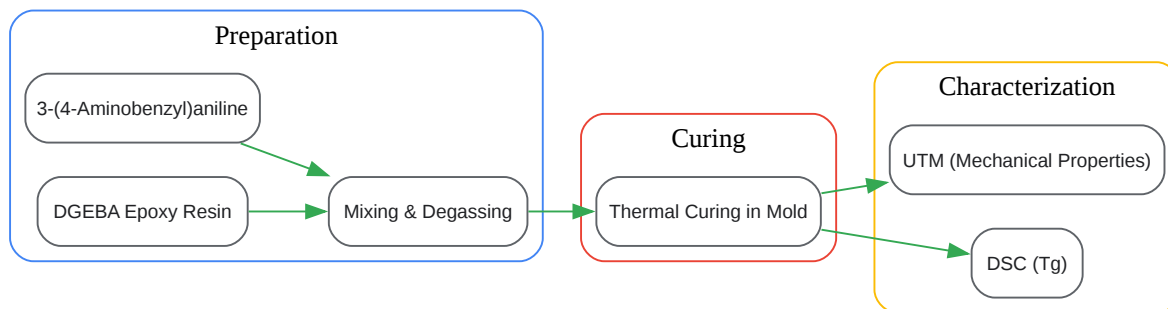 Preparation
3-(4-Aminobenzyl)aniline
DGEBA Epoxy Resin
Mixing & Degassing
Curing
Thermal Curing in Mold
Characterization
UTM (Mechanical Properties)
DSC (Tg)